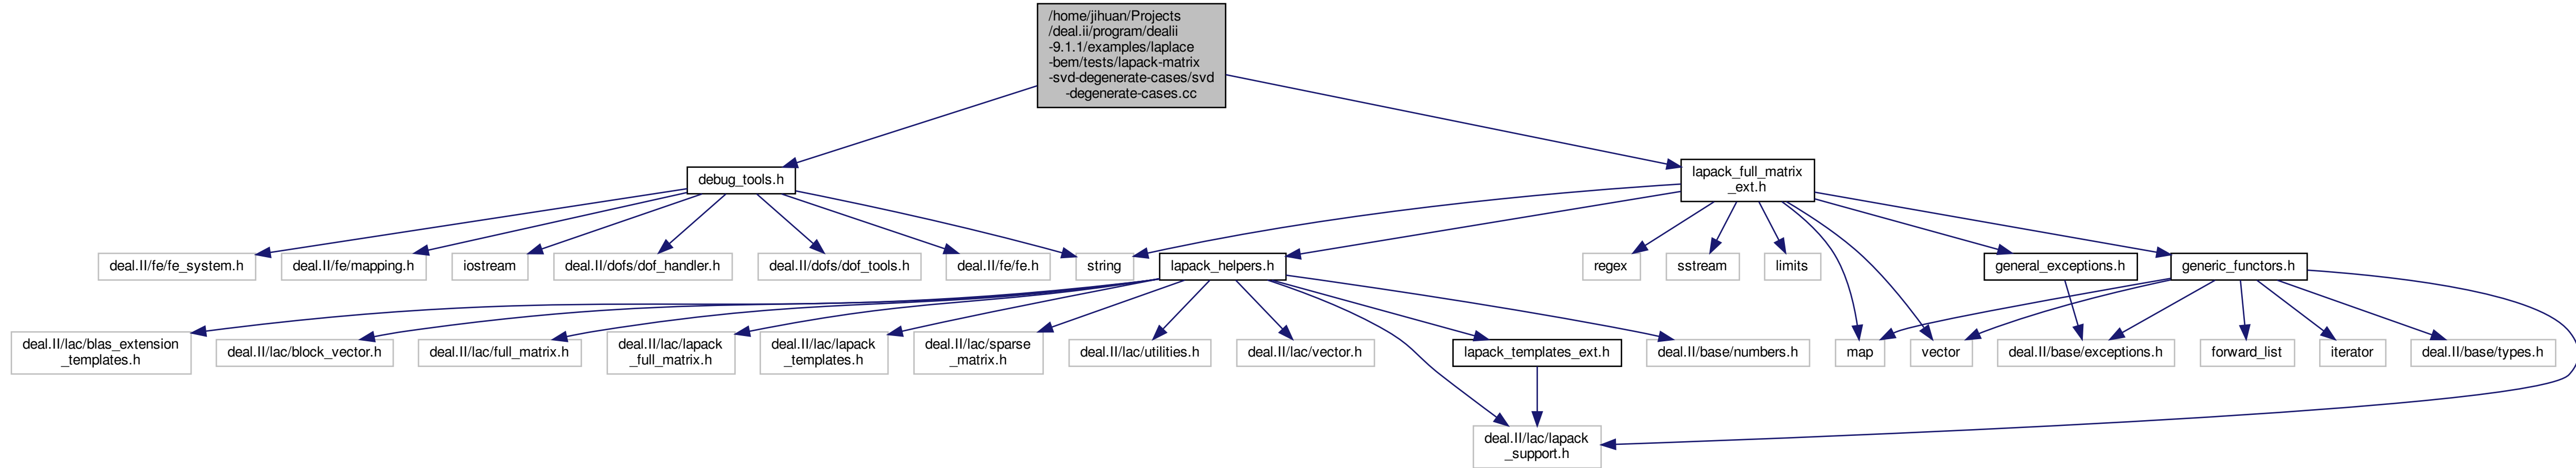 /home/jihuan/Projects
/deal.ii/program/dealii
-9.1.1/examples/laplace
-bem/tests/lapack-matrix
-svd-degenerate-cases/svd
-degenerate-cases.cc
debug_tools.h
lapack_full_matrix
_ext.h
deal.II/fe/fe_system.h
deal.II/fe/mapping.h
iostream
deal.II/dofs/dof_handler.h
deal.II/dofs/dof_tools.h
deal.II/fe/fe.h
string
lapack_helpers.h
regex
sstream
limits
general_exceptions.h
generic_functors.h
deal.II/lac/blas_extension
_templates.h
deal.II/lac/block_vector.h
deal.II/lac/full_matrix.h
deal.II/lac/lapack
_full_matrix.h
deal.II/lac/lapack
_templates.h
deal.II/lac/sparse
_matrix.h
deal.II/lac/utilities.h
deal.II/lac/vector.h
lapack_templates_ext.h
deal.II/base/numbers.h
map
vector
deal.II/base/exceptions.h
forward_list
iterator
deal.II/base/types.h
deal.II/lac/lapack
_support.h